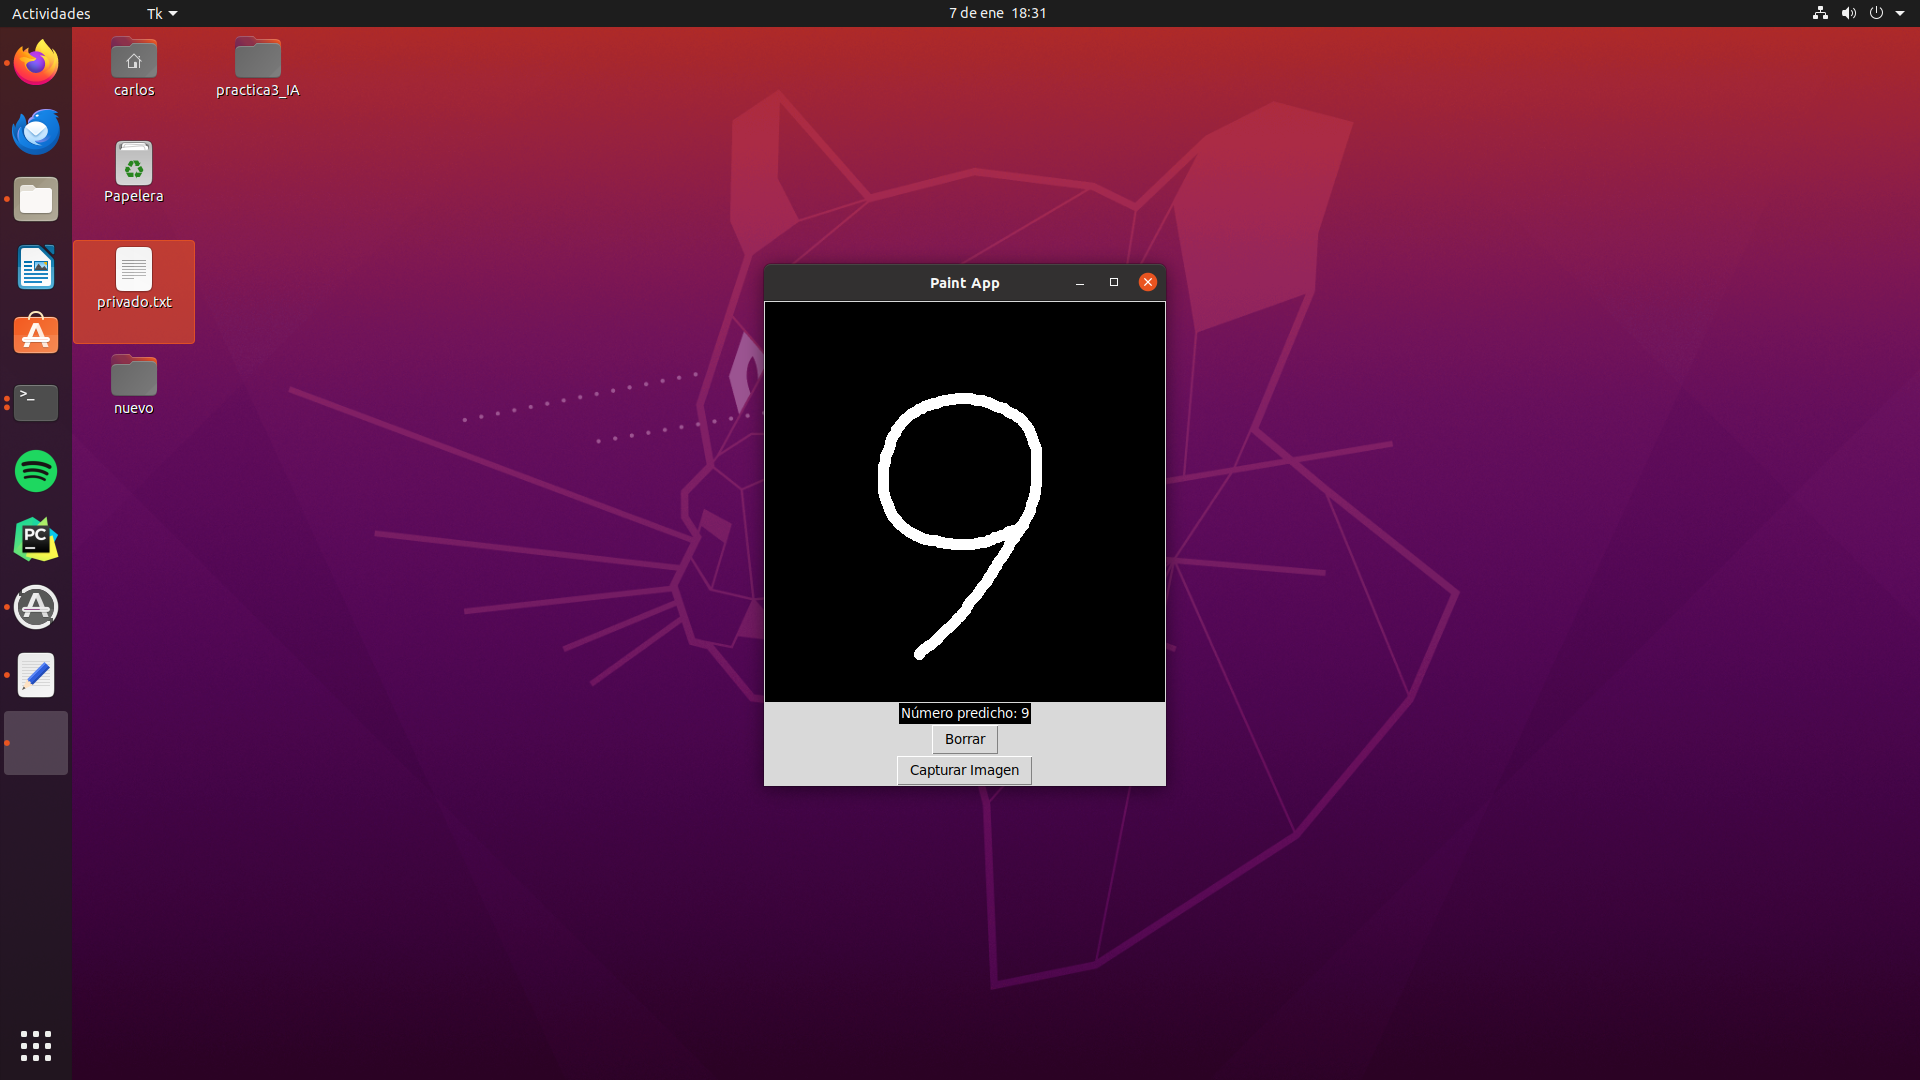 Actividades
Tk
7 de ene 18:31
carlos
practica3_IA
Papelera
privado.txt
nuevo
>_
PC
Paint App
9
Número predicho: 9
Borrar
Capturar Imagen